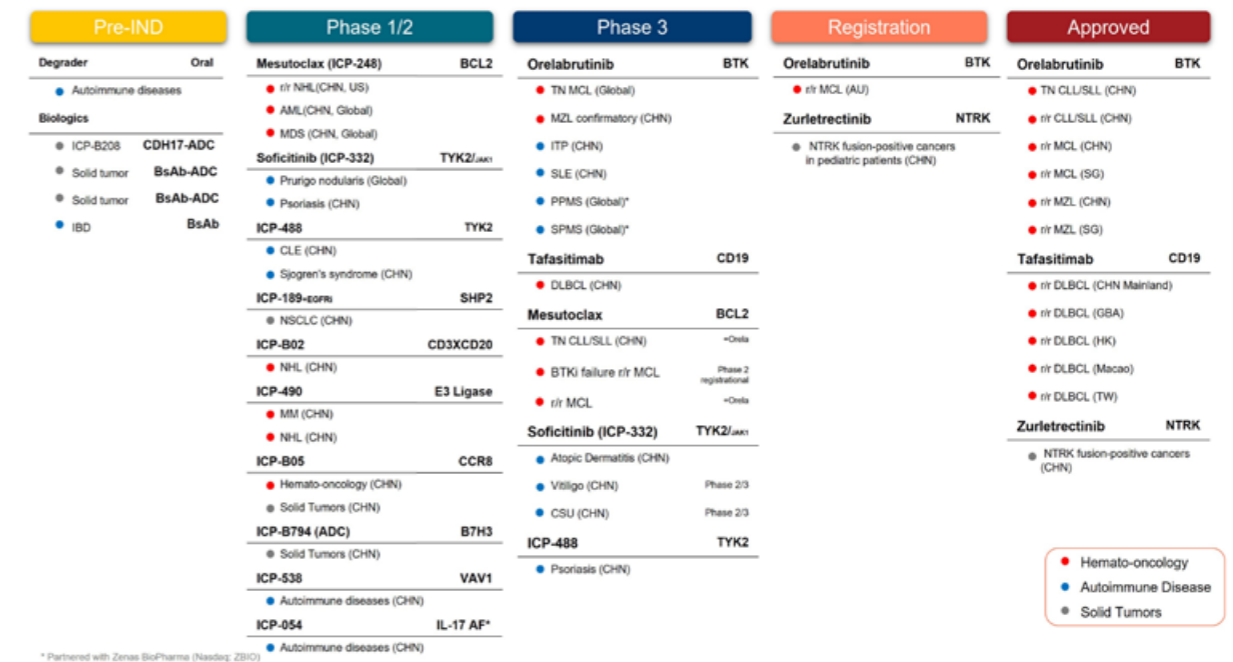 Pre-IND
Degrader Oral
Autoimmune diseases
Biologics
ICP-B208 CDH17-ADC
Solid tumor BsAb-ADC
Solid tumor BsAb-ADC
IBD BsAb
Phase 1/2
Mesutoclax (ICP-248) BCL2
r/r NHL(CHN, US)
AML(CHN, Global)
MDS (CHN, Global)
Soficitinib (ICP-332) TYK2/JAK1
Prurigo nodularis (Global)
Psoriasis (CHN)
ICP-488 TYK2
CLE (CHN)
Sjogren's syndrome (CHN)
ICP-189+EGFRi SHP2
NSCLC (CHN)
ICP-B02 CD3XCD20
NHL (CHN)
ICP-490 E3 Ligase
MM (CHN)
NHL (CHN)
ICP-B05 CCR8
Hemato-oncology (CHN)
Solid Tumors (CHN)
ICP-B794 (ADC) B7H3
Solid Tumors (CHN)
ICP-538 VAV1
Autoimmune diseases (CHN)
ICP-054 IL-17 AF*
Autoimmune diseases (CHN)
Phase 3
Orelabrutinib BTK
TN MCL (Global)
MZL confirmatory (CHN)
ITP (CHN)
SLE (CHN)
PPMS (Global)*
SPMS (Global)*
Tafasitimab CD19
DLBCL (CHN)
Mesutoclax BCL2
TN CLL/SLL (CHN) +Orela
BTKi failure r/r MCL Phase 2
registrational
r/r MCL +Orela
Soficitinib (ICP-332) TYK2/JAK1
Atopic Dermatitis (CHN)
Vitiligo (CHN) Phase 2/3
CSU (CHN) Phase 2/3
ICP-488 TYK2
Psoriasis (CHN)
Registration
Orelabrutinib BTK
r/r MCL (AU)
Zurletrectinib NTRK
NTRK fusion-positive cancers
in pediatric patients (CHN)
Approved
Orelabrutinib BTK
TN CLL/SLL (CHN)
r/r CLL/SLL (CHN)
r/r MCL (CHN)
r/r MCL (SG)
r/r MZL (CHN)
r/r MZL (SG)
Tafasitimab CD19
r/r DLBCL (CHN Mainland)
r/r DLBCL (GBA)
r/r DLBCL (HK)
r/r DLBCL (Macao)
r/r DLBCL (TW)
Zurletrectinib NTRK
NTRK fusion-positive cancers
(CHN)
Hemato-oncology
Autoimmune Disease
Solid Tumors
* Partnered with Zenas BioPharma (Nasdaq: ZBIO)